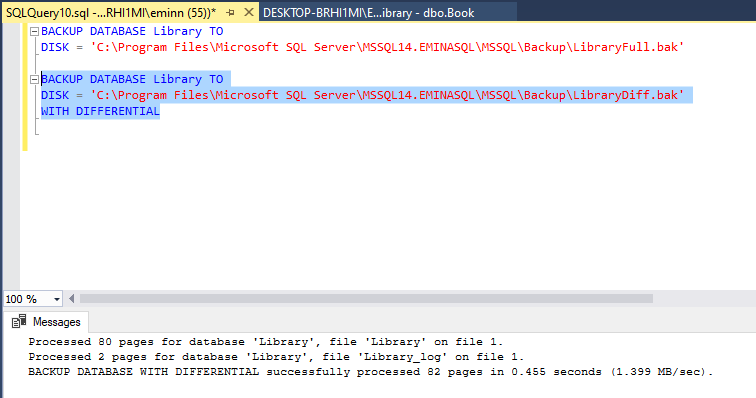 SQLQuery10.sql -...RHI1MI\eminn (55))* DESKTOP-BRHI1MI\E...ibrary - dbo.Book
BACKUP DATABASE Library TO
DISK = 'C:\Program Files\Microsoft SQL Server\MSSQL14.EMINASQL\MSSQL\Backup\LibraryFull.bak'
BACKUP DATABASE Library TO
DISK = 'C:\Program Files\Microsoft SQL Server\MSSQL14.EMINASQL\MSSQL\Backup\LibraryDiff.bak'
WITH DIFFERENTIAL
100 %
Messages
Processed 80 pages for database 'Library', file 'Library' on file 1.
Processed 2 pages for database 'Library', file 'Library_log' on file 1.
BACKUP DATABASE WITH DIFFERENTIAL successfully processed 82 pages in 0.455 seconds (1.399 MB/sec).